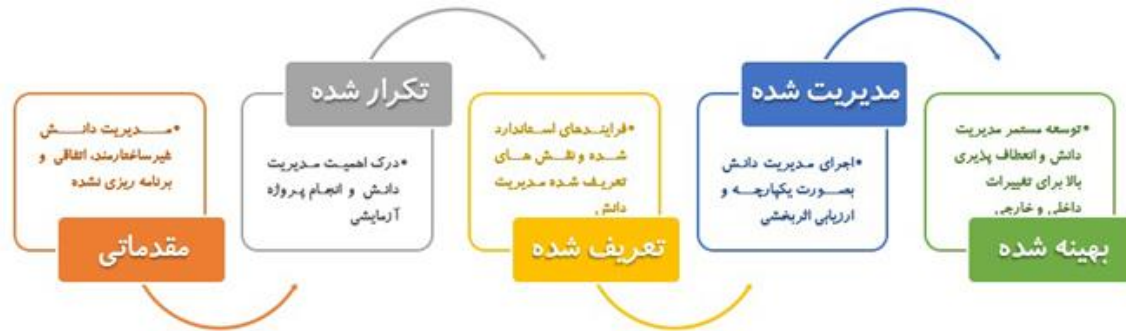 مقدماتی
•مـــدیریت دانـــش
غیرساختارمند، اتفاقی و
برنامه ریزی نشده
تکرار شده
•درک اهمیت مدیریت
دانش و انجام پروژه
آزمایشی
تعریف شده
•فرایندهای استاندارد
شده و نقش های
تعریف شده مدیریت
دانش
مدیریت شده
•اجرای مدیریت دانش
بصورت یکپارچه و
ارزیابی اثربخشی
بهینه شده
•توسعه مستمر مدیریت
دانش و انعطاف پذیری
بالا برای تغییرات
داخلی و خارجی